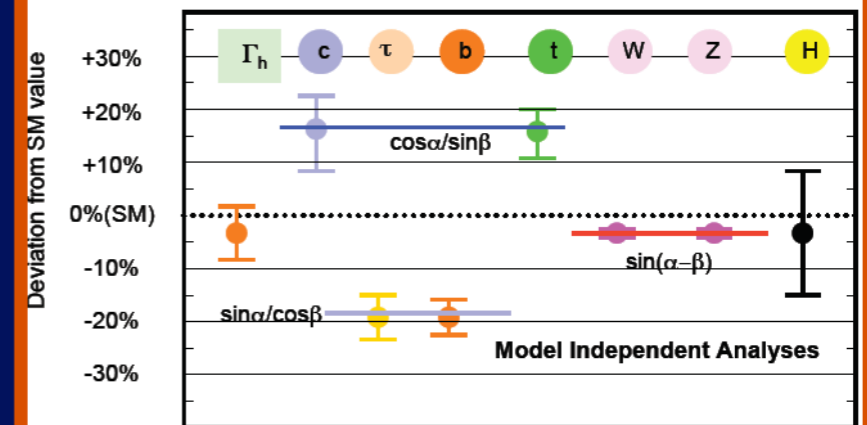 Deviation from SM value
+30%
+20%
+10%
0%(SM)
-10%
-20%
-30%
Γh c τ b t W Z H
cosα/sinβ
sin(α−β)
sinα/cosβ
Model Independent Analyses